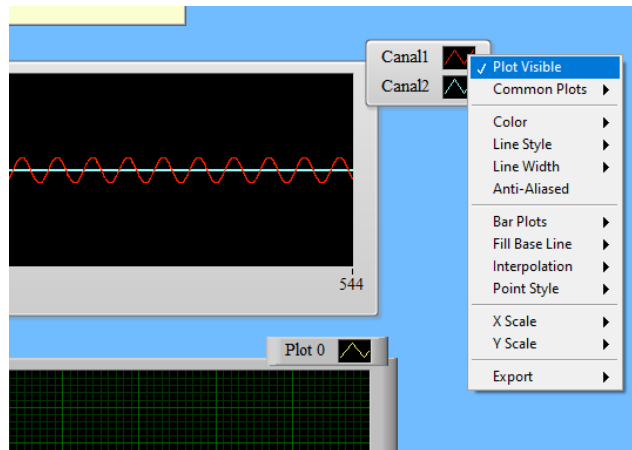 Canal1
Canal2
✓ Plot Visible
Common Plots
Color
Line Style
Line Width
Anti-Aliased
Bar Plots
Fill Base Line
Interpolation
Point Style
X Scale
Y Scale
Export
544
Plot 0